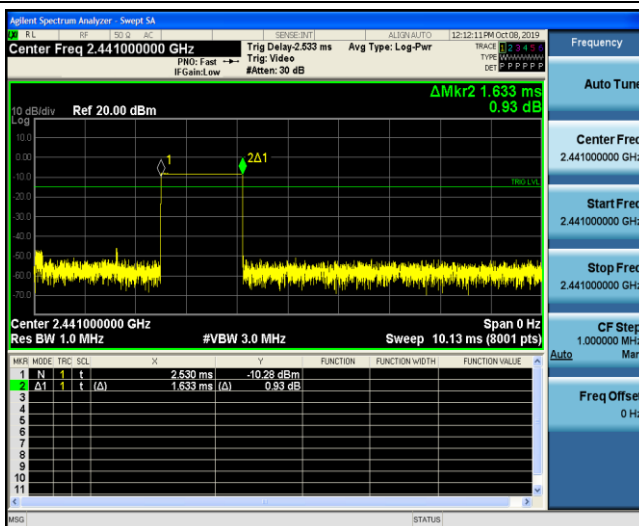 Agilent Spectrum Analyzer - Swept SA
RL RF 50 Ω AC SENSE:INT ALIGN AUTO 12:12:11 PM Oct 08, 2019
Center Freq 2.441000000 GHz
PNO: Fast
IFGain:Low
Trig Delay-2.533 ms
Trig: Video
#Atten: 30 dB
Avg Type: Log-Pwr
TRACE 1 2 3 4 5 6
TYPE
DET P P P P P P
ΔMkr2 1.633 ms
0.93 dB
10 dB/div Ref 20.00 dBm
Log
10.0
0.00
-10.0
-20.0
-30.0
-40.0
-50.0
-60.0
-70.0
1
2Δ1
TRIG LVL
Center 2.441000000 GHz Span 0 Hz
Res BW 1.0 MHz #VBW 3.0 MHz Sweep 10.13 ms (8001 pts)
MKR MODE TRC SCL X Y FUNCTION FUNCTION WIDTH FUNCTION VALUE
1 N 1 t 2.530 ms -10.28 dBm
2 Δ1 1 t (Δ) 1.633 ms (Δ) 0.93 dB
3
4
5
6
7
8
9
10
11
MSG STATUS
Frequency
Auto Tune
Center Freq
2.441000000 GHz
Start Freq
2.441000000 GHz
Stop Freq
2.441000000 GHz
CF Step
1.000000 MHz
Auto Man
Freq Offset
0 Hz